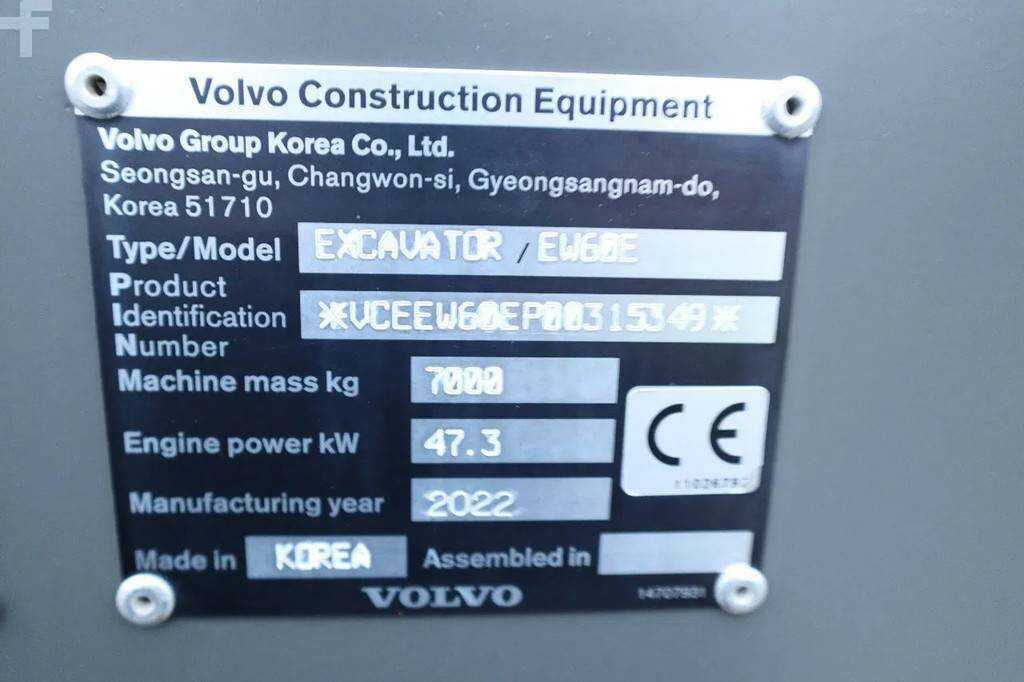 Volvo Construction Equipment
Volvo Group Korea Co., Ltd.
Seongsan-gu, Changwon-si, Gyeongsangnam-do,
Korea 51710
Type/Model EXCAVATOR / EW60E
Product
Identification *VCEEW60EP00315349*
Number
Machine mass kg 7000
Engine power kW 47.3
CE
Manufacturing year 2022
Made in KOREA Assembled in
VOLVO 14707931